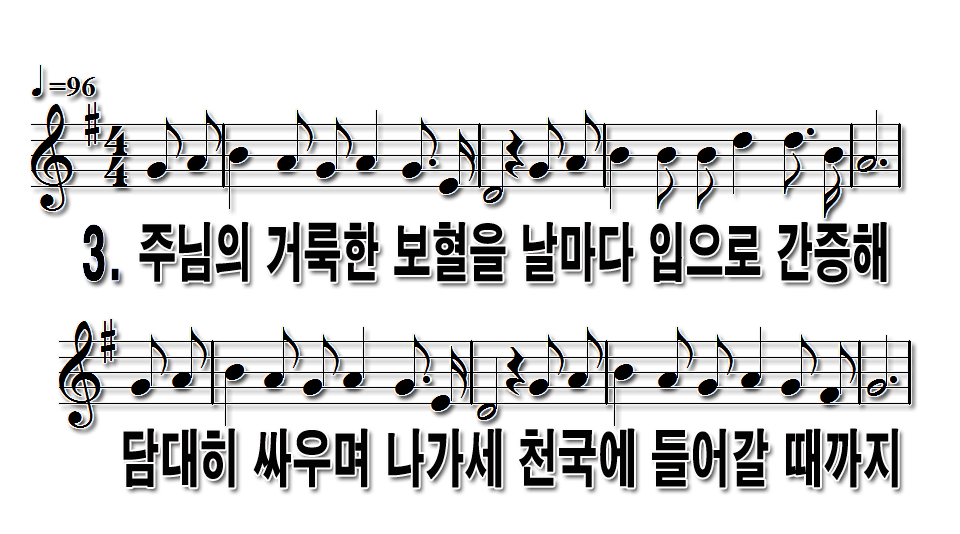 ♩=96
4
4
3. 주님의 거룩한 보혈을 날마다 입으로 간증해
담대히 싸우며 나가세 천국에 들어갈 때까지